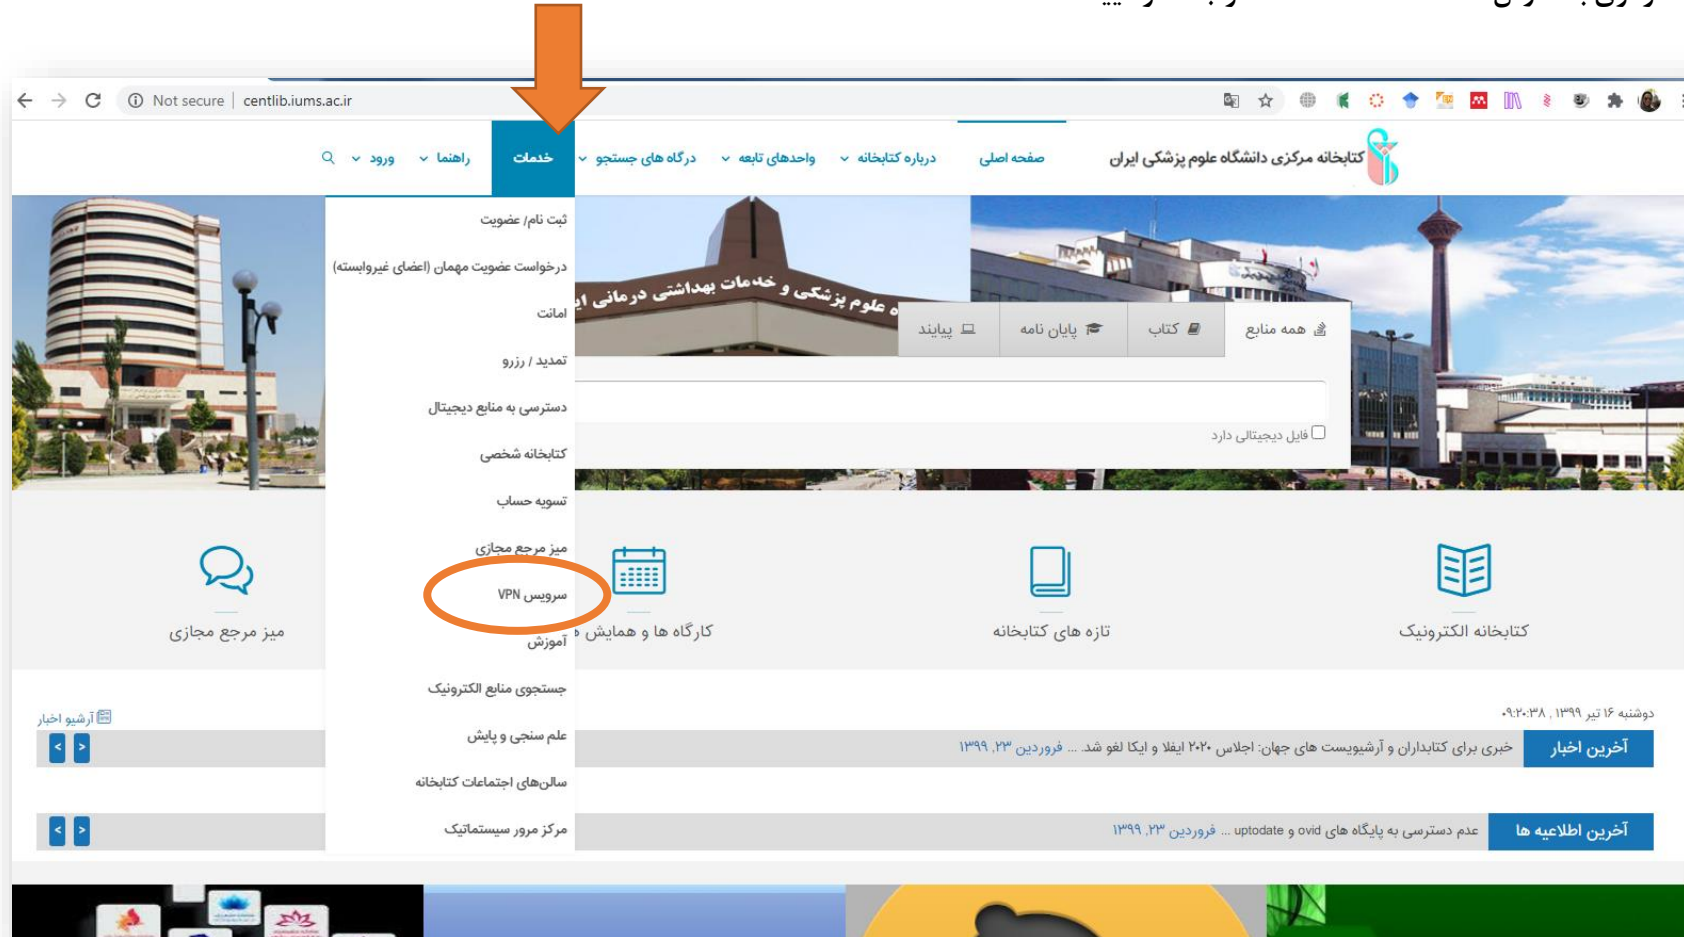 Not secure | centlib.iums.ac.ir
کتابخانه مرکزی دانشگاه علوم پزشکی ایران
صفحه اصلی
درباره کتابخانه
واحدهای تابعه
درگاه های جستجو
خدمات
راهنما
ورود
ثبت نام/ عضویت
درخواست عضویت مهمان (اعضای غیروابسته)
امانت
تمدید / رزرو
دسترسی به منابع دیجیتال
کتابخانه شخصی
تسویه حساب
میز مرجع مجازی
سرویس VPN
آموزش
جستجوی منابع الکترونیک
علم سنجی و پایش
سالن‌های اجتماعات کتابخانه
مرکز مرور سیستماتیک
علوم پزشکی و خدمات بهداشتی درمانی
همه منابع
کتاب
پایان نامه
پیایند
فایل دیجیتالی دارد
کتابخانه الکترونیک
تازه های کتابخانه
کارگاه ها و همایش
میز مرجع مجازی
دوشنبه ۱۶ تیر ۱۳۹۹ , ۰۹:۲۰:۳۸
آرشیو اخبار
آخرین اخبار
خبری برای کتابداران و آرشیویست های جهان: اجلاس ۲۰۲۰ ایفلا و ایکا لغو شد. ... فروردین ۲۳, ۱۳۹۹
آخرین اطلاعیه ها
عدم دسترسی به پایگاه های ovid و uptodate ... فروردین ۲۳, ۱۳۹۹